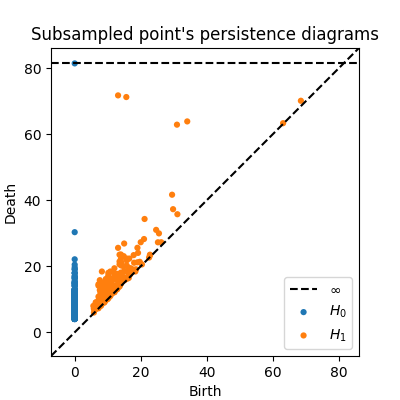 Subsampled point's persistence diagrams
80
60
40
20
0
Death
∞
H₀
H₁
0 20 40 60 80
Birth